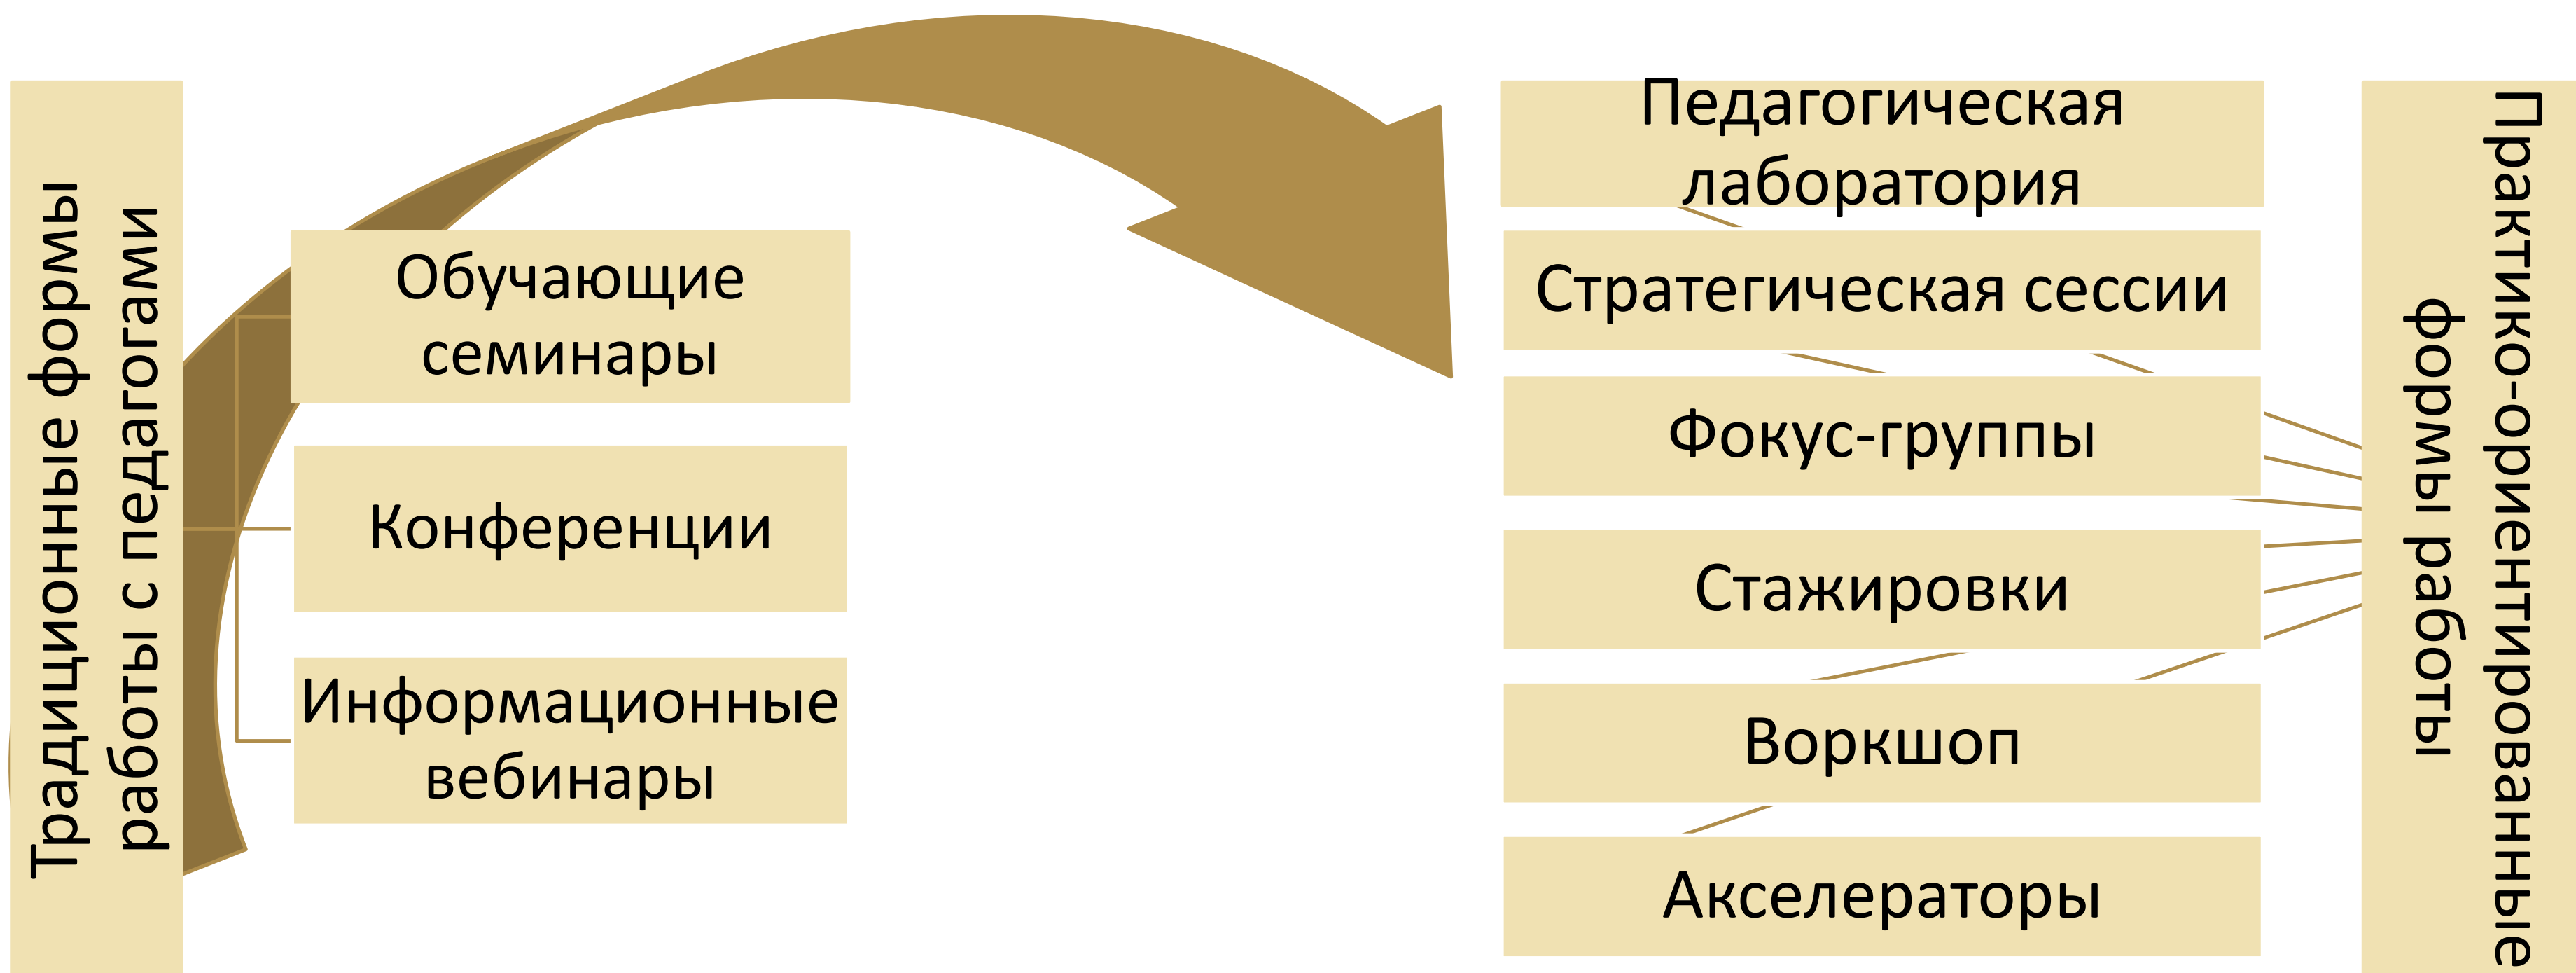 Традиционные формы
работы с педагогами
Обучающие
семинары
Конференции
Информационные
вебинары
Педагогическая
лаборатория
Стратегическая сессии
Фокус-группы
Стажировки
Воркшоп
Акселераторы
Практико-ориентированные
формы работы